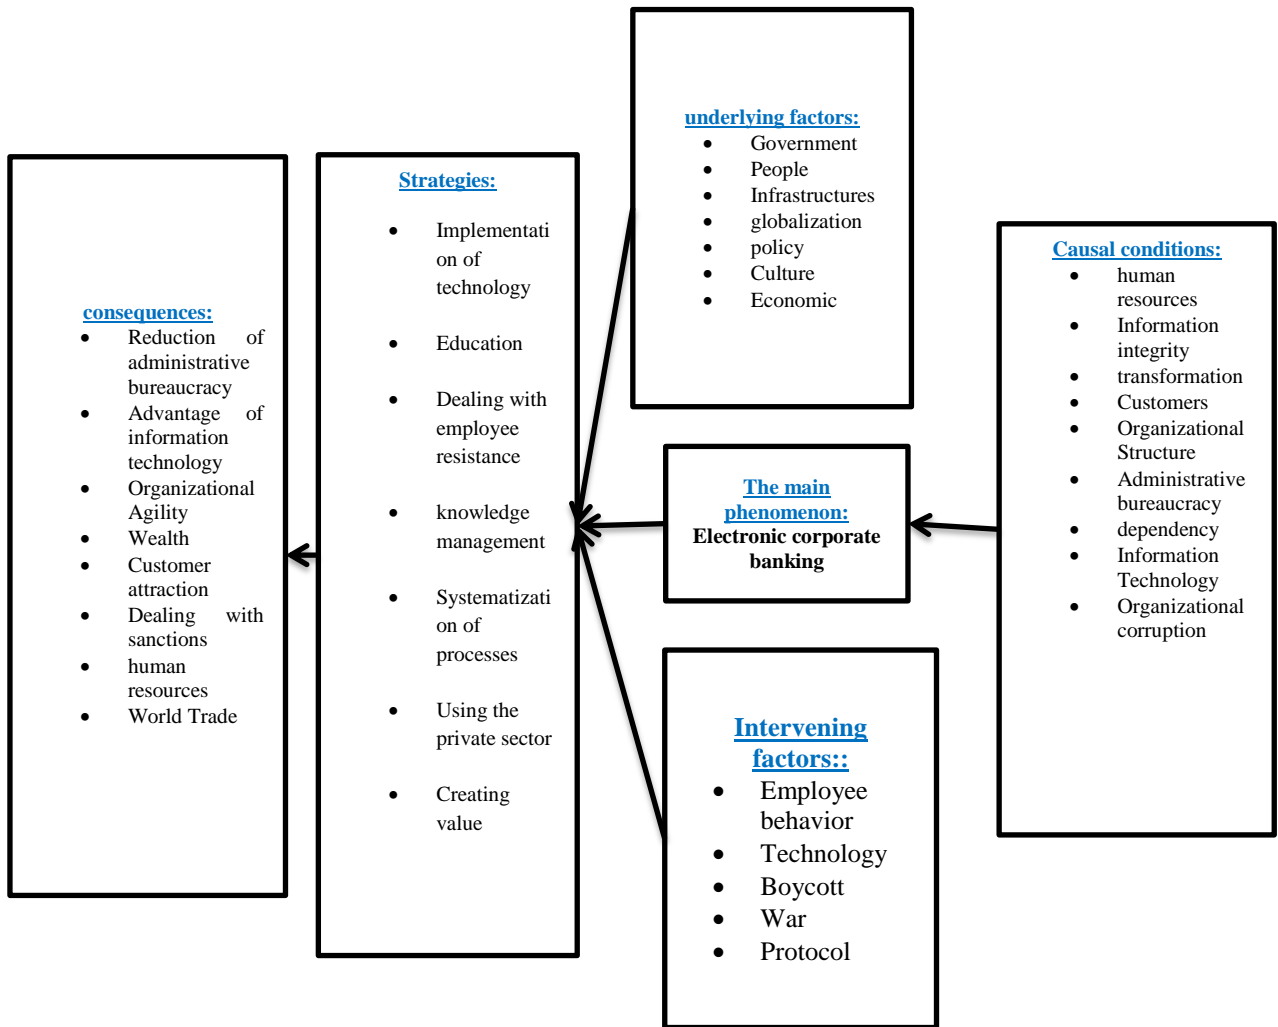 consequences:
• Reduction of
administrative
bureaucracy
• Advantage of
information
technology
• Organizational
Agility
• Wealth
• Customer
attraction
• Dealing with
sanctions
• human
resources
• World Trade
Strategies:
• Implementati
on of
technology
• Education
• Dealing with
employee
resistance
• knowledge
management
• Systematizati
on of
processes
• Using the
private sector
• Creating
value
underlying factors:
• Government
• People
• Infrastructures
• globalization
• policy
• Culture
• Economic
The main
phenomenon:
Electronic corporate
banking
Intervening
factors::
• Employee
behavior
• Technology
• Boycott
• War
• Protocol
Causal conditions:
• human
resources
• Information
integrity
• transformation
• Customers
• Organizational
Structure
• Administrative
bureaucracy
• dependency
• Information
Technology
• Organizational
corruption